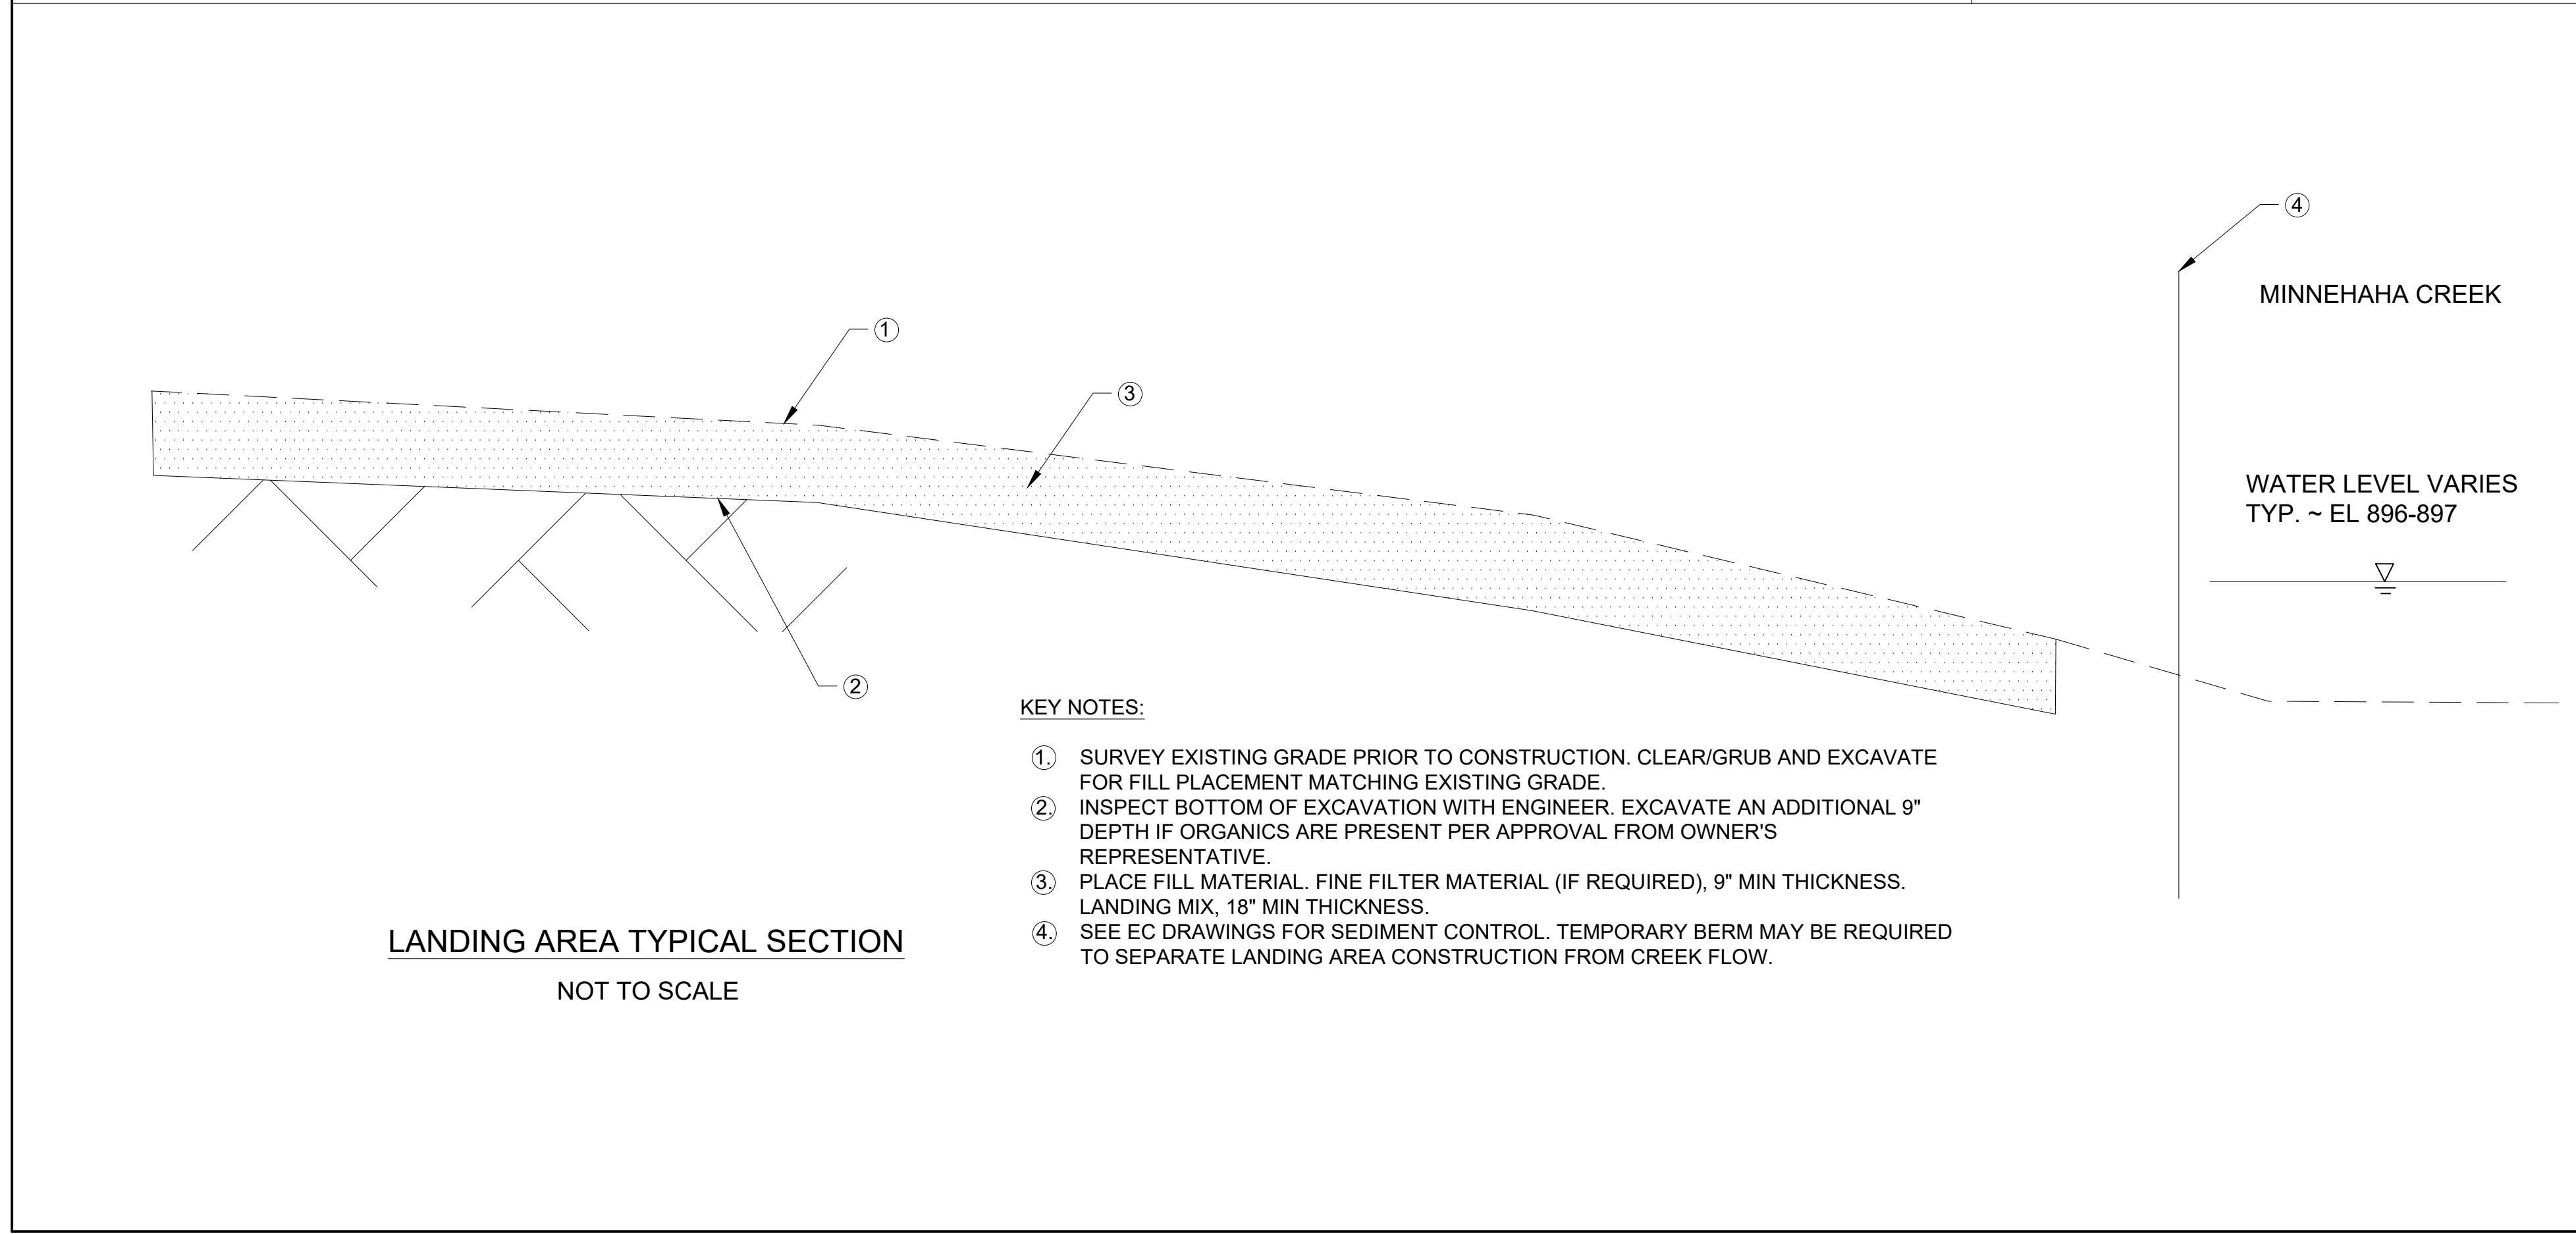 4
MINNEHAHA CREEK
1
3
WATER LEVEL VARIES
TYP. ~ EL 896-897
2
KEY NOTES:
1. SURVEY EXISTING GRADE PRIOR TO CONSTRUCTION. CLEAR/GRUB AND EXCAVATE
FOR FILL PLACEMENT MATCHING EXISTING GRADE.
2. INSPECT BOTTOM OF EXCAVATION WITH ENGINEER. EXCAVATE AN ADDITIONAL 9"
DEPTH IF ORGANICS ARE PRESENT PER APPROVAL FROM OWNER'S
REPRESENTATIVE.
3. PLACE FILL MATERIAL. FINE FILTER MATERIAL (IF REQUIRED), 9" MIN THICKNESS.
LANDING MIX, 18" MIN THICKNESS.
4. SEE EC DRAWINGS FOR SEDIMENT CONTROL. TEMPORARY BERM MAY BE REQUIRED
TO SEPARATE LANDING AREA CONSTRUCTION FROM CREEK FLOW.
LANDING AREA TYPICAL SECTION
NOT TO SCALE